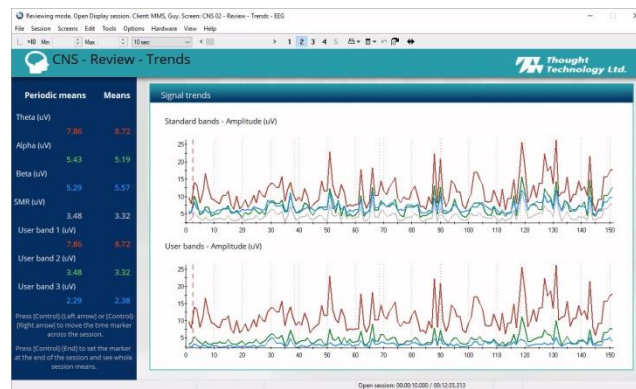 Reviewing mode. Open Display session. Client: MMS, Guy. Screen: CNS 02 - Review - Trends - EEG
File Session Screens Edit Tools Options Hardware View Help
Min Max 10 sec 1 2 3 4 5
CNS - Review - Trends
Thought
Technology Ltd.
Periodic means Means
Theta (uV)
7.86 8.72
Alpha (uV)
5.43 5.19
Beta (uV)
5.29 5.57
SMR (uV)
3.48 3.32
User band 1 (uV)
7.86 8.72
User band 2 (uV)
3.48 3.32
User band 3 (uV)
2.29 2.38
Press [Control]-[Left arrow] or [Control]-
[Right arrow] to move the time marker
across the session.
Press [Control]-[End] to set the marker
at the end of the session and see whole
session means.
Signal trends
Standard bands - Amplitude (uV)
25
20
15
10
5
0 10 20 30 40 50 60 70 80 90 100 110 120 130 140 150
User bands - Amplitude (uV)
25
20
15
10
5
0 10 20 30 40 50 60 70 80 90 100 110 120 130 140 150
Open session: 00:00:10.000 / 00:12:35.313